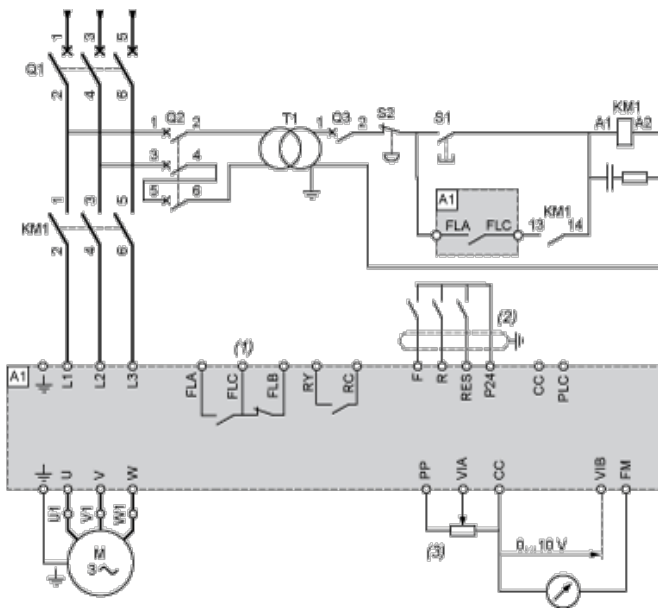 1 3 5
Q1
2 4 6
1 Q2 2 T1 1 Q3 2 S2 S1 KM1
A1 A2
3 4
5 6
1 3 5
KM1
2 4 6
A1
FLA FLC 13 KM1 14
(1) (2)
A1 L1 L2 L3 FLA FLC FLB RY RC F R RES P24 CC PLC
U V W PP VIA CC VIB FM
U1 V1 W1
(3)
M
3